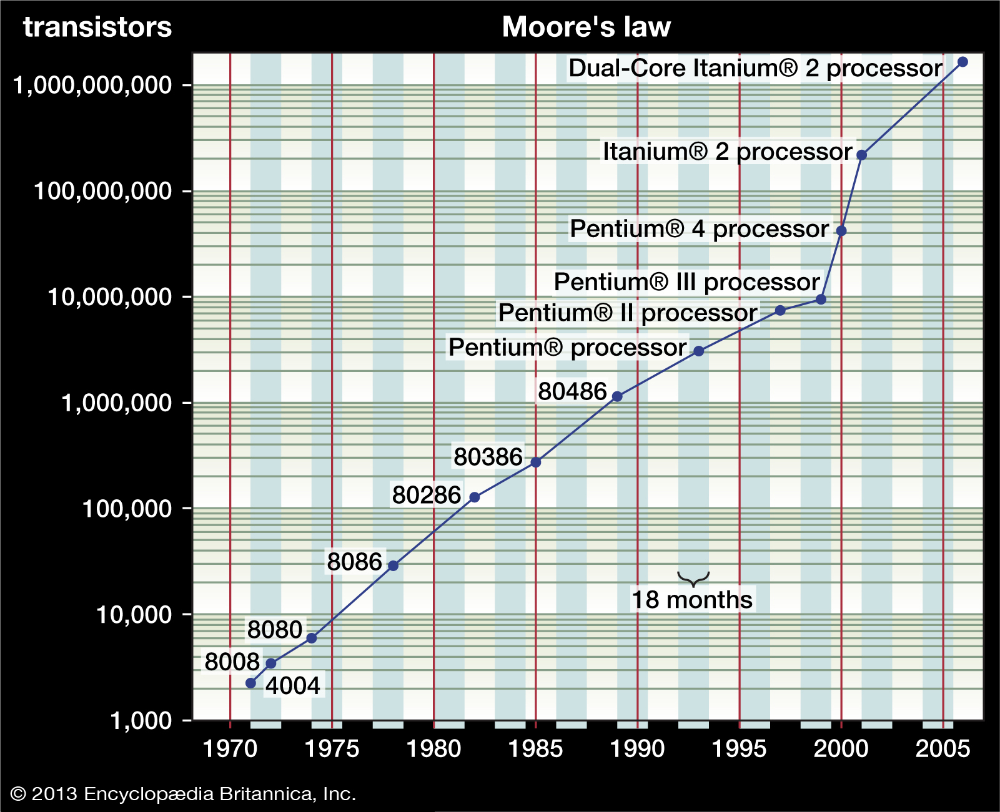 transistors
Moore's law
Dual-Core Itanium® 2 processor
1,000,000,000
Itanium® 2 processor
100,000,000
Pentium® 4 processor
Pentium® III processor
10,000,000
Pentium® II processor
Pentium® processor
80486
1,000,000
80386
80286
100,000
8086
18 months
10,000
8080
8008
4004
1,000
1970 1975 1980 1985 1990 1995 2000 2005
© 2013 Encyclopædia Britannica, Inc.